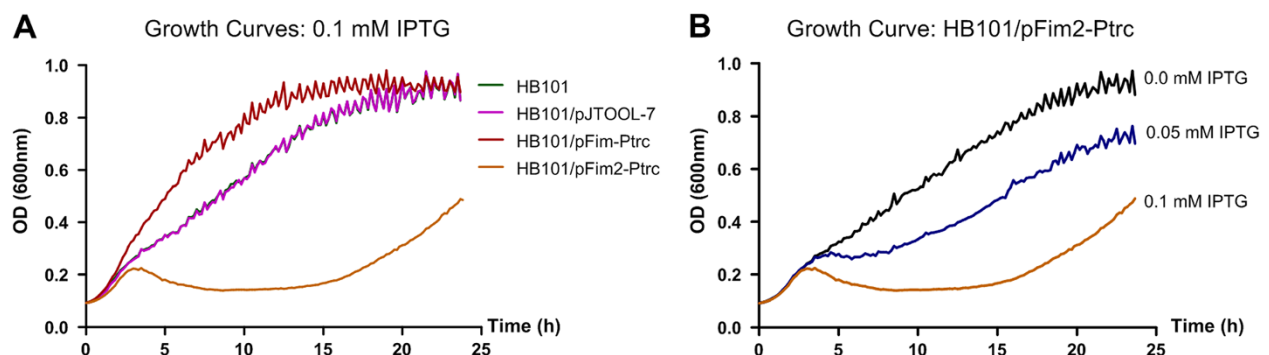 A
Growth Curves: 0.1 mM IPTG
OD (600nm)
1.0
0.8
0.6
0.4
0.2
0.0
0
5
10
15
20
25
Time (h)
HB101
HB101/pJTOOL-7
HB101/pFim-Ptrc
HB101/pFim2-Ptrc
B
Growth Curve: HB101/pFim2-Ptrc
OD (600nm)
1.0
0.8
0.6
0.4
0.2
0.0
0
5
10
15
20
25
Time (h)
0.0 mM IPTG
0.05 mM IPTG
0.1 mM IPTG